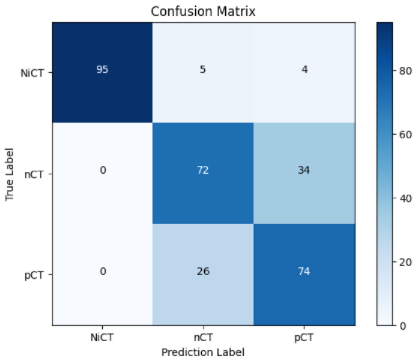 Confusion Matrix
True Label
NiCT 95 5 4
nCT 0 72 34
pCT 0 26 74
NiCT nCT pCT
Prediction Label
80
60
40
20
0